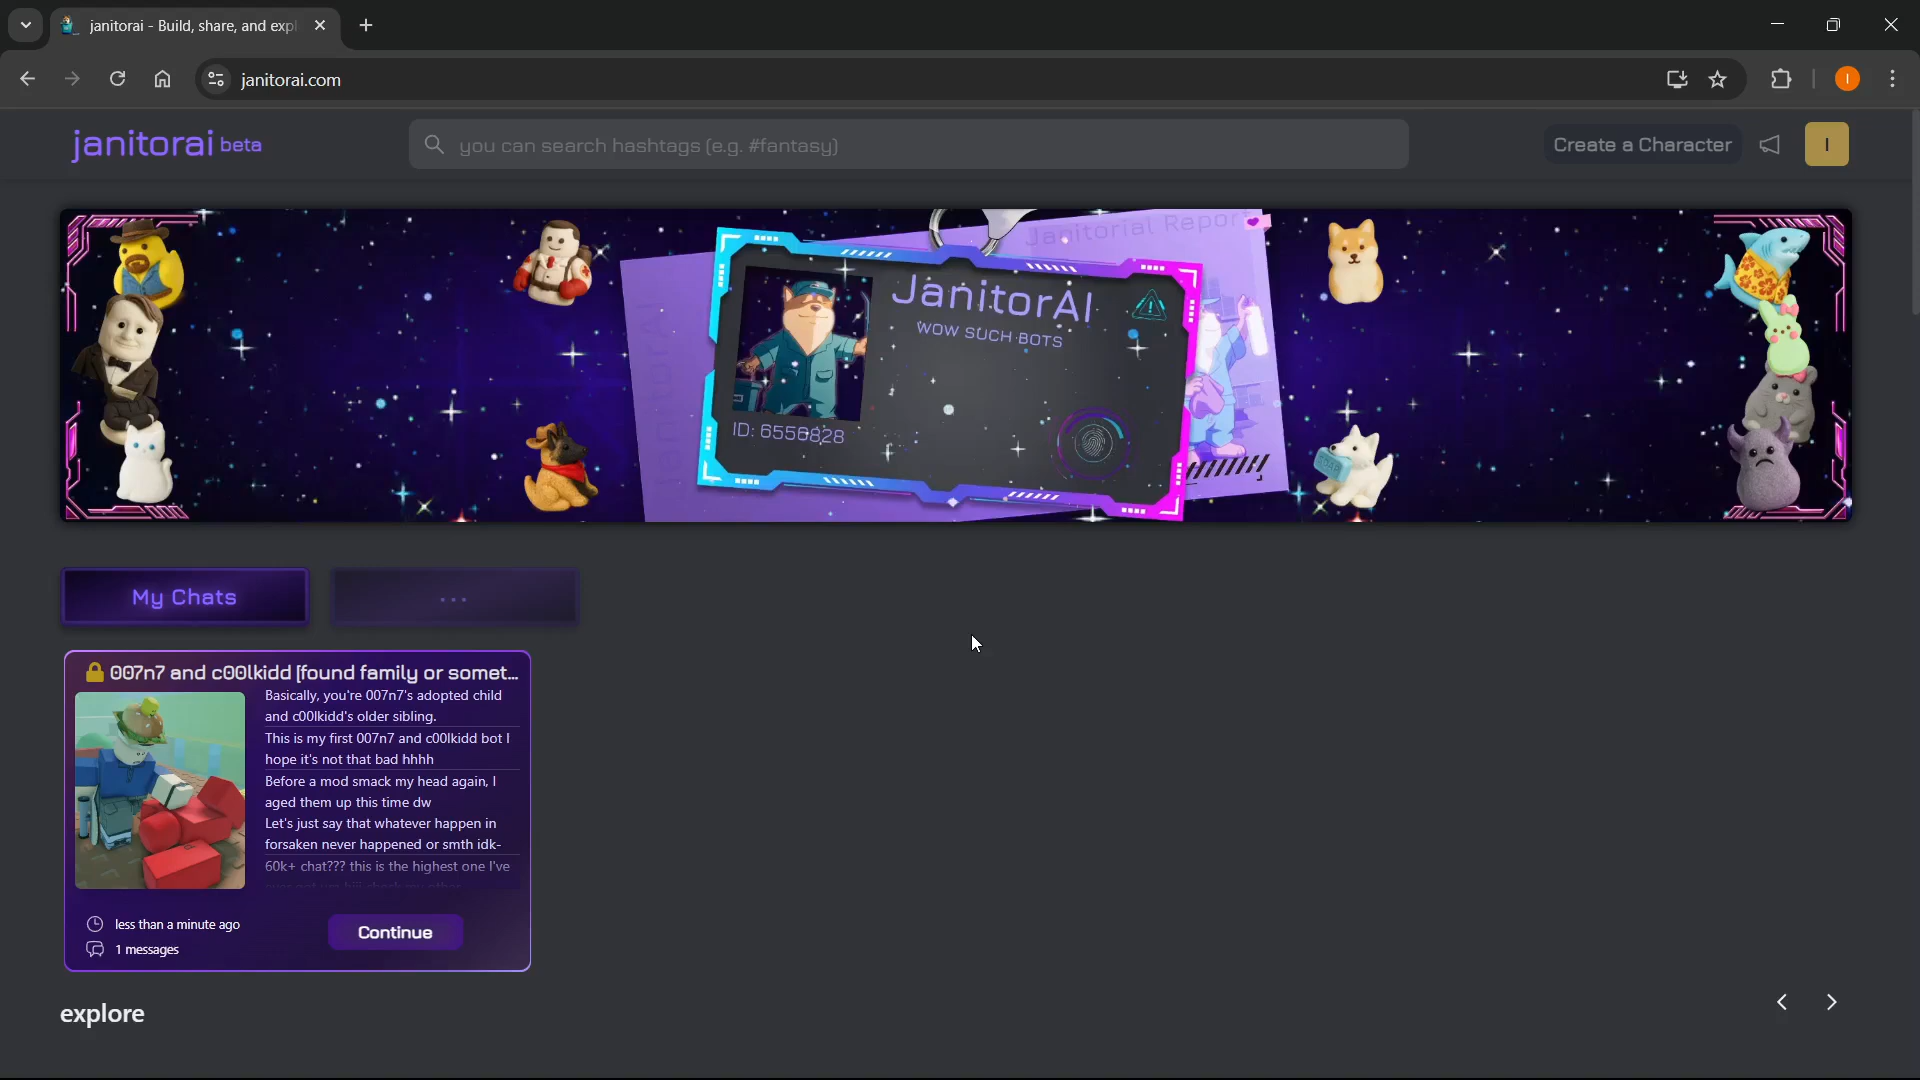 janitorai - Build, share, and expl
janitorai.com
I
janitorai beta
you can search hashtags (e.g. #fantasy)
Create a Character
I
Janitorial Report
JanitorAI
JanitorAI
WOW SUCH BOTS
ID: 6550828
SOAP
My Chats
...
007n7 and c00lkidd [found family or somet...
Basically, you're 007n7's adopted child
and c00lkidd's older sibling.
This is my first 007n7 and c00lkidd bot I
hope it's not that bad hhhh
Before a mod smack my head again, I
aged them up this time dw
Let's just say that whatever happen in
forsaken never happened or smth idk-
60k+ chat??? this is the highest one I've
less than a minute ago
Continue
1 messages
explore